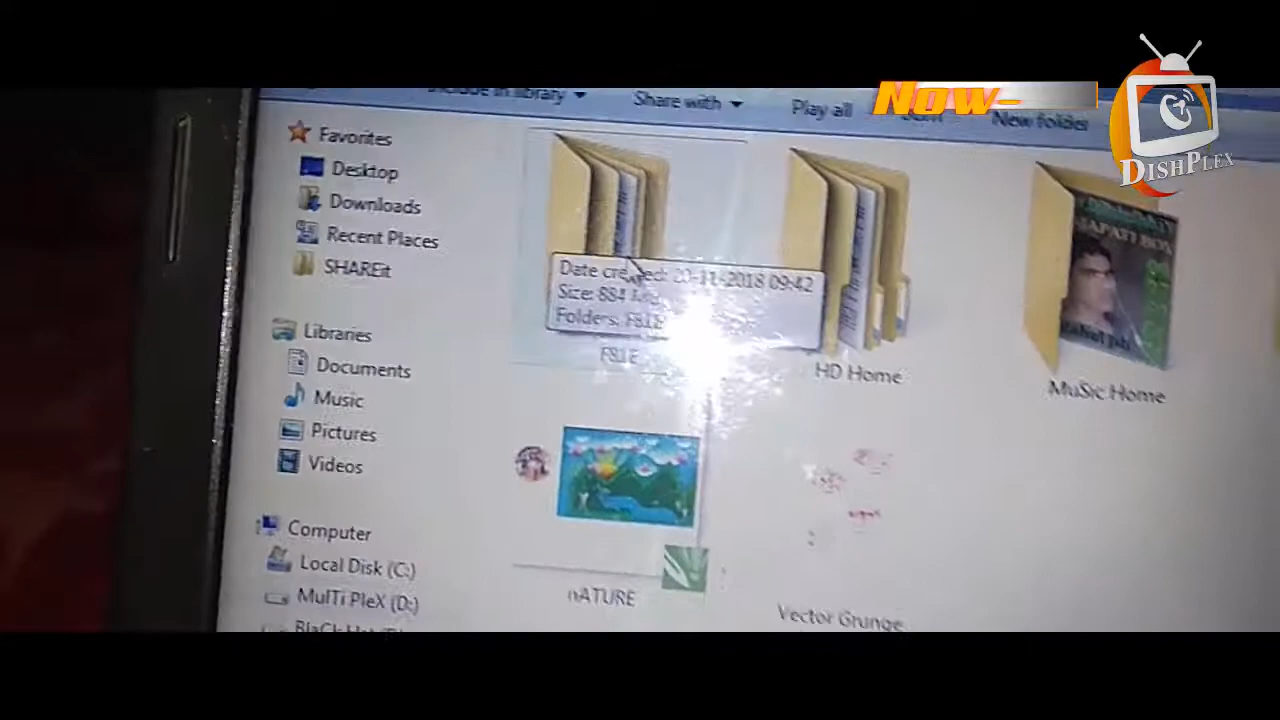 Now-
DISHPLEX
Include in library
Share with
Play all
New folder
Favorites
Desktop
Downloads
Recent Places
SHAREit
Libraries
Documents
Music
Pictures
Videos
Computer
Local Disk (C:)
MulTi PleX (D:)
Date created: 20-11-2018 09:42
Size: 884
Folders:
HD Home
MuSic Home
nATURE
Vector Grunge